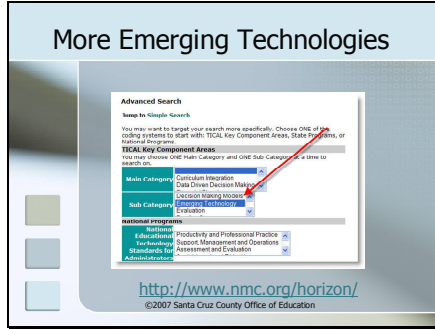 More Emerging Technologies
Advanced Search
Jump to Simple Search
You may want to target your search more specifically. Choose ONE of the
coding systems to start with: TICAL Key Component Areas, State Programs, or
National Programs.
TICAL Key Component Areas
You may choose ONE Main Category and ONE Sub Category at a time to
search on.
Main Category
Curriculum Integration
Data Driven Decision Making
Sub Category
Decision Making Models
Emerging Technology
Evaluation
National Programs
National
Educational
Technology
Standards for
Administrators
Productivity and Professional Practice
Support, Management and Operations
Assessment and Evaluation
http://www.nmc.org/horizon/
©2007 Santa Cruz County Office of Education